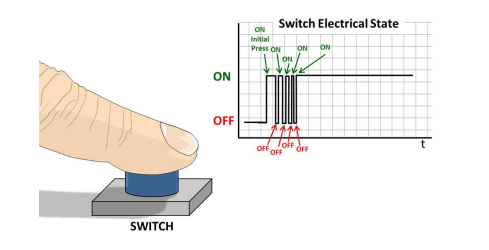 Switch Electrical State
ON
Initial
Press
ON
ON
ON
ON
ON
OFF
OFF
OFF
OFF
OFF
t
SWITCH